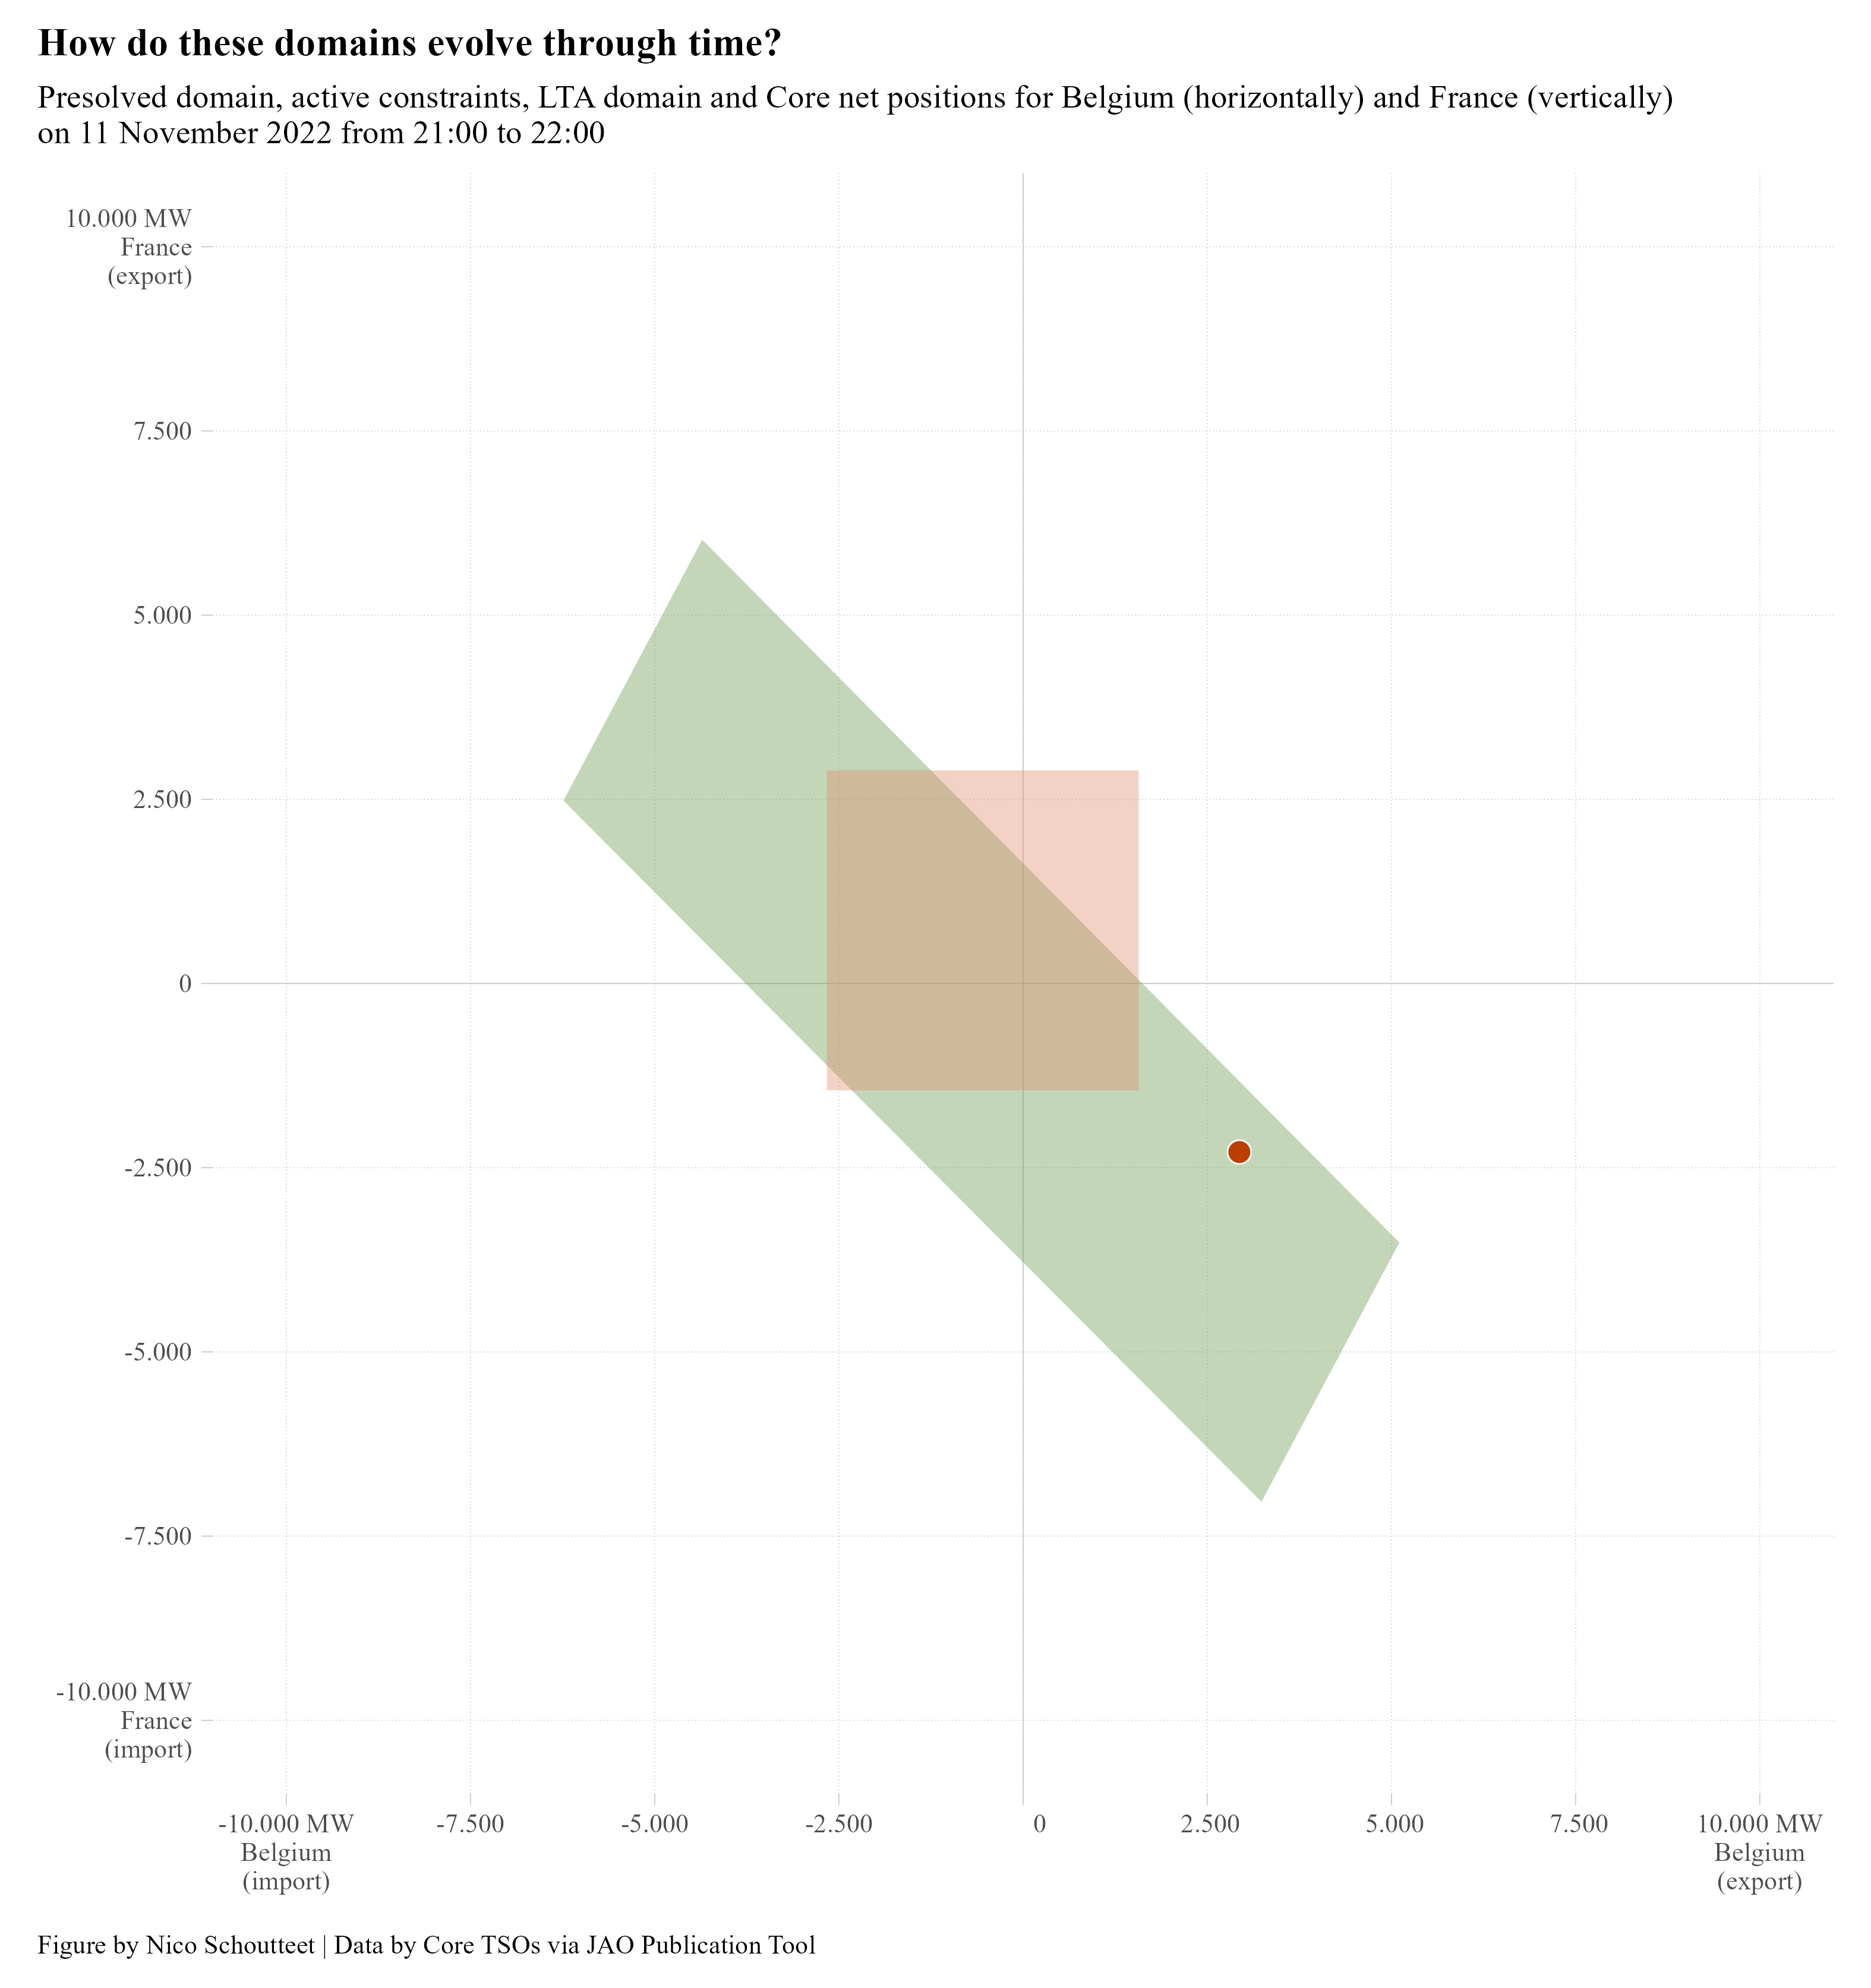 How do these domains evolve through time?
Presolved domain, active constraints, LTA domain and Core net positions for Belgium (horizontally) and France (vertically)
on 11 November 2022 from 21:00 to 22:00
10.000 MW
France
(export)
7.500
5.000
2.500
0
-2.500
-5.000
-7.500
-10.000 MW
France
(import)
-10.000 MW -7.500 -5.000 -2.500 0 2.500 5.000 7.500 10.000 MW
Belgium Belgium
(import) (export)
Figure by Nico Schoutteet | Data by Core TSOs via JAO Publication Tool